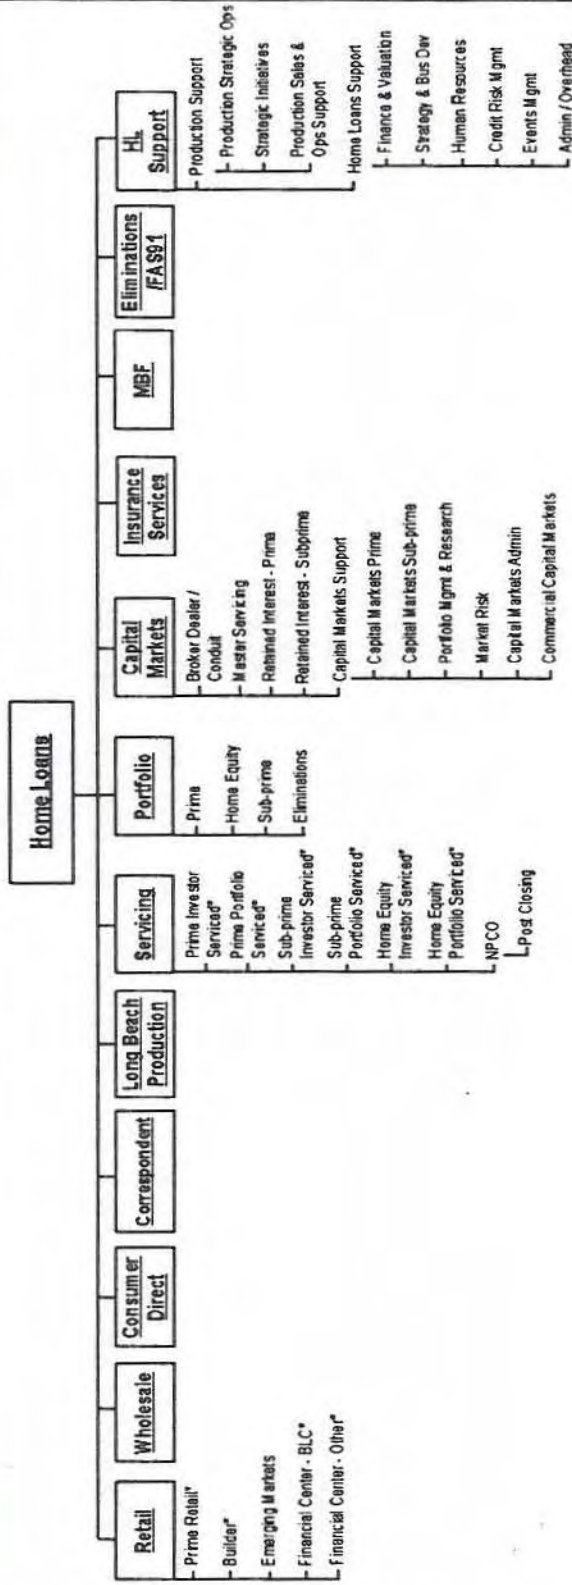 Home Loans
Retail
Prime Retail*
Builder*
Emerging Markets
Financial Center - BLC*
Financial Center - Other*
Wholesale
Consumer
Direct
Correspondent
Long Beach
Production
Servicing
Prime Investor
Serviced*
Prime Portfolio
Serviced*
Sub-prime
Investor Serviced*
Sub-prime
Portfolio Serviced*
Home Equity
Investor Serviced*
Home Equity
Portfolio Serviced*
NPCO
Post Closing
Portfolio
Prime
Home Equity
Sub-prime
Eliminations
Capital
Markets
Broker Dealer /
Conduit
Master Servicing
Retained Interest - Prime
Retained Interest - Subprime
Capital Markets Support
Capital Markets Prime
Capital Markets Sub-prime
Portfolio Mgmt & Research
Market Risk
Capital Markets Admin
Commercial Capital Markets
Insurance
Services
MBF
Eliminations
/FAS91
HL
Support
Production Support
Production Strategic Ops
Strategic Initiatives
Production Sales &
Ops Support
Home Loans Support
Finance & Valuation
Strategy & Bus Dev
Human Resources
Credit Risk Mgmt
Events Mgmt
Admin / Overhead